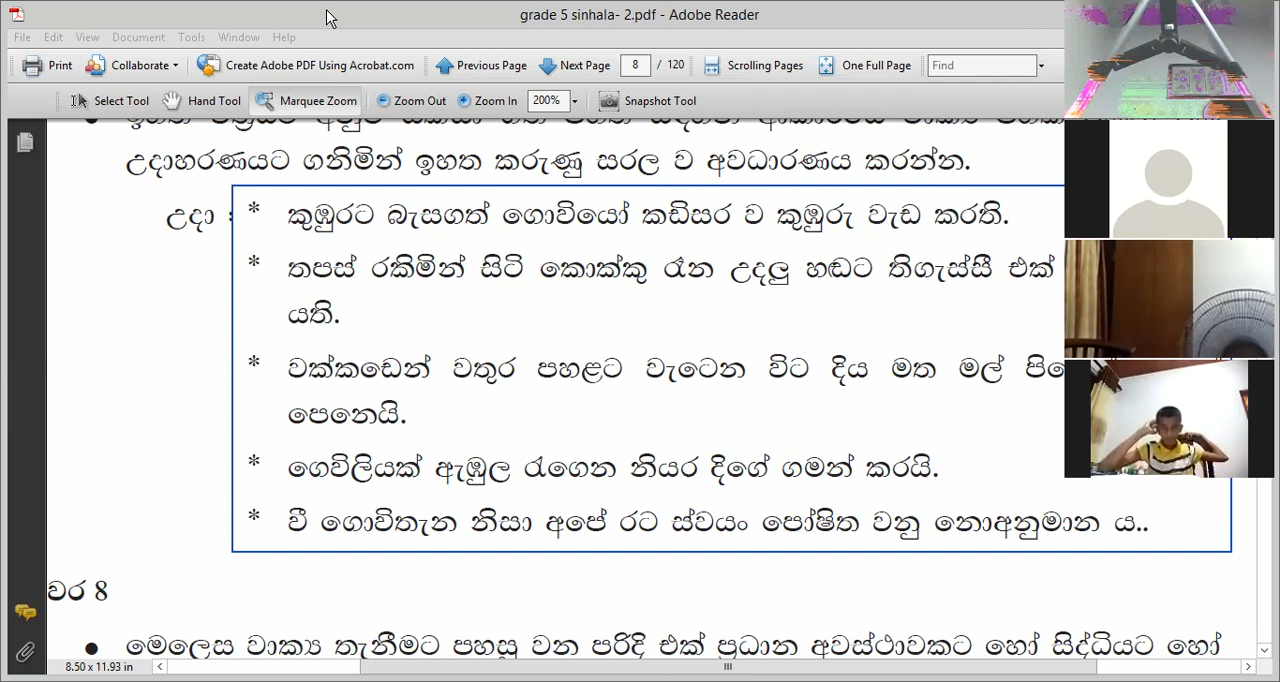 grade 5 sinhala- 2.pdf - Adobe Reader
File Edit View Document Tools Window Help
Print Collaborate Create Adobe PDF Using Acrobat.com Previous Page Next Page 8 / 120 Scrolling Pages One Full Page Find
Select Tool Hand Tool Marquee Zoom Zoom Out Zoom In 200% Snapshot Tool
උදාහරණයට ගනිමින් ඉහත කරුණු සරල ව අවධාරණය කරන්න.
උදා : * කුඹුරට බැසගත් ගොවියෝ කඩිසර ව කුඹුරු වැඩ කරති.
* තපස් රකිමින් සිටි කොක්කු රෑන උදලු හඬට තිගැස්සී එක්
යති.
* වක්කඩෙන් වතුර පහළට වැටෙන විට දිය මත මල්
පෙනෙයි.
* ගෙවිලියක් ඇඹුල රැගෙන නියර දිගේ ගමන් කරයි.
* වී ගොවිතැන නිසා අපේ රට ස්වයං පෝෂිත වනු නොඅනුමාන ය..
වර 8
• මෙලෙස වාක්‍ය තැනීමට පහසු වන පරිදි එක් ප්‍රධාන අවස්ථාවකට හෝ සිද්ධියට හෝ
8.50 x 11.93 in